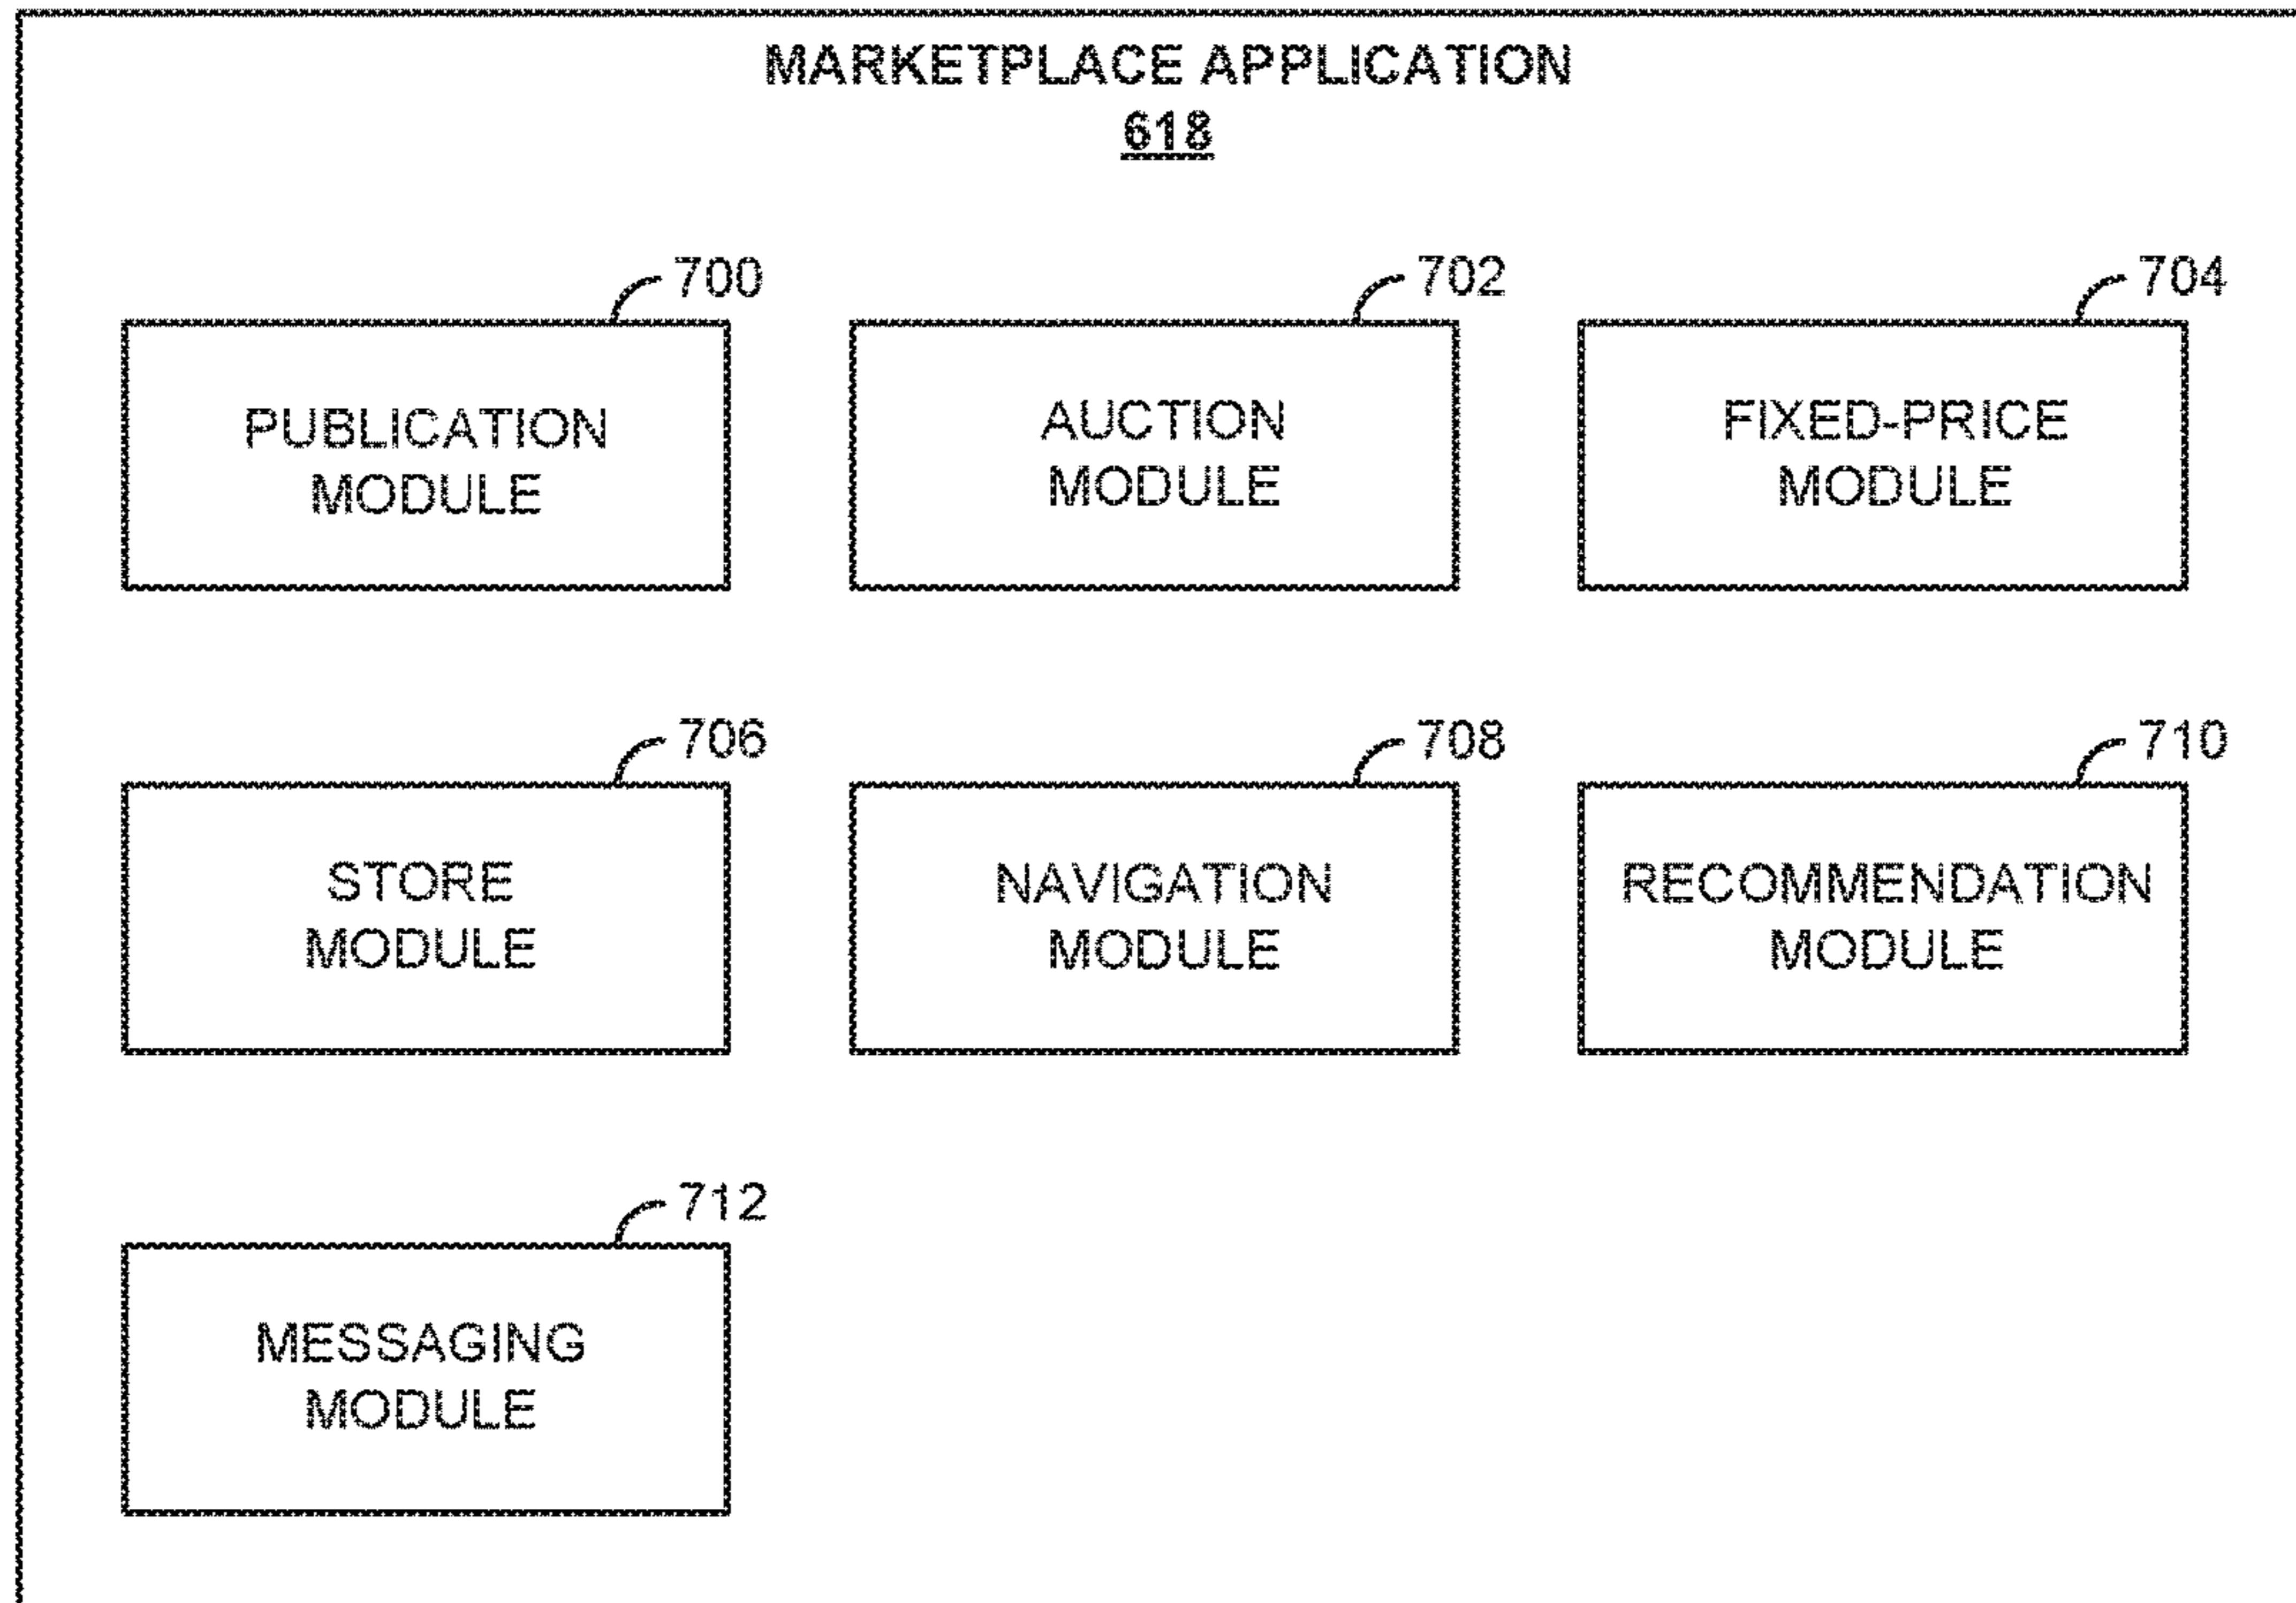 MARKETPLACE APPLICATION
618
700
PUBLICATION
MODULE
702
AUCTION
MODULE
704
FIXED-PRICE
MODULE
706
STORE
MODULE
708
NAVIGATION
MODULE
710
RECOMMENDATION
MODULE
712
MESSAGING
MODULE